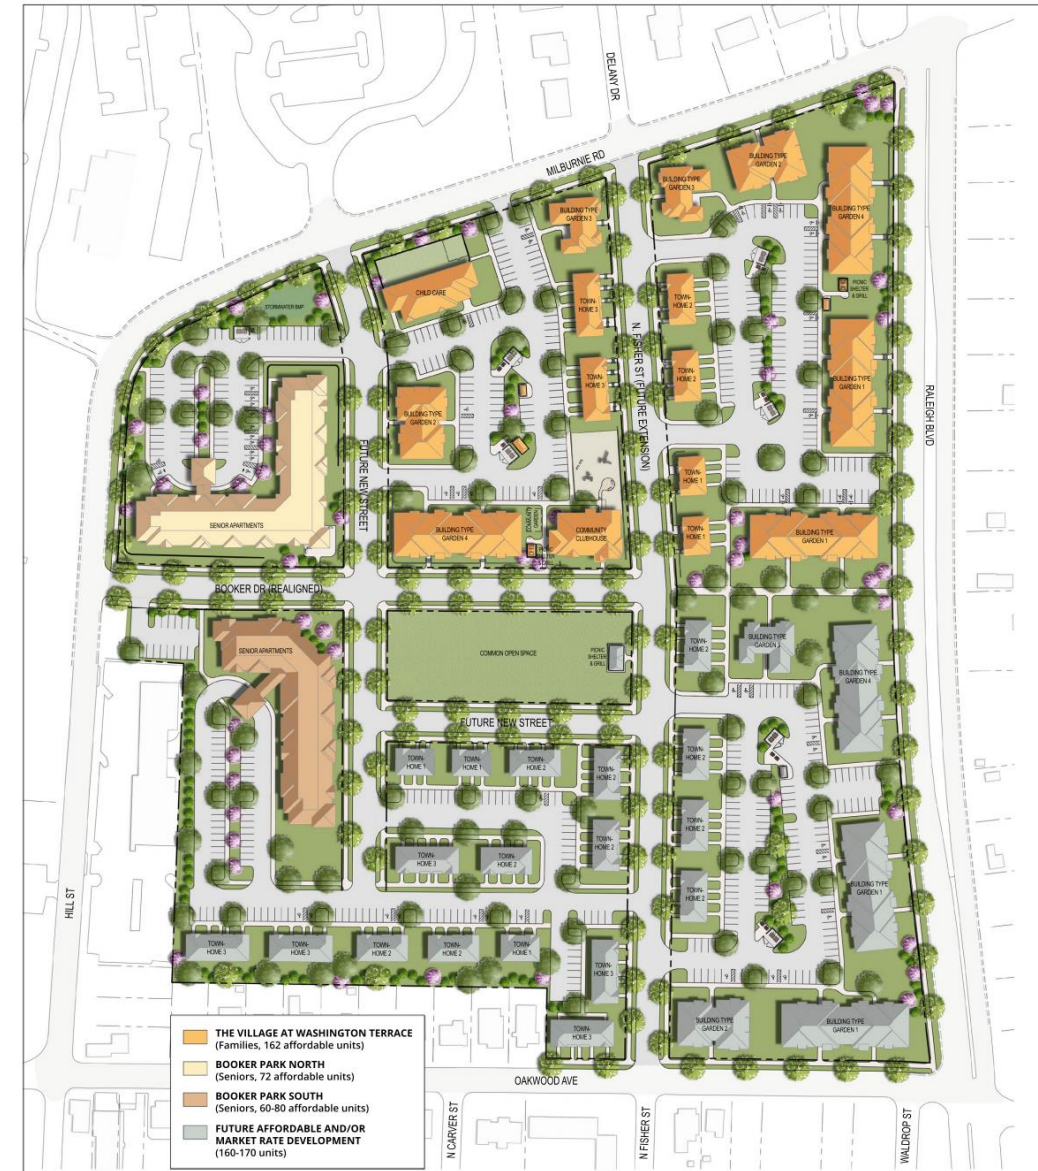 DELANY DR
MILBURNIE RD
BUILDING TYPE
GARDEN 2
BUILDING TYPE
GARDEN 3
BUILDING TYPE
GARDEN 4
BUILDING TYPE
GARDEN 3
STORMWATER BMP
CHILD CARE
TOWN-
HOME 3
TOWN-
HOME 2
PICNIC
SHELTER
& GRILL
N. FISHER ST (FUTURE EXTENSION)
TOWN-
HOME 3
TOWN-
HOME 2
BUILDING TYPE
GARDEN 1
RALEIGH BLVD
BUILDING TYPE
GARDEN 2
FUTURE NEW STREET
TOWN-
HOME 1
SENIOR APARTMENTS
BUILDING TYPE
GARDEN 4
COMMUNITY
CLUBHOUSE
TOWN-
HOME 1
BUILDING TYPE
GARDEN 1
BOOKER DR (REALIGNED)
SENIOR APARTMENTS
COMMON OPEN SPACE
PICNIC
SHELTER
& GRILL
TOWN-
HOME 2
BUILDING TYPE
GARDEN 3
BUILDING TYPE
GARDEN 4
FUTURE NEW STREET
TOWN-
HOME 1
TOWN-
HOME 1
TOWN-
HOME 2
TOWN-
HOME 2
TOWN-
HOME 2
TOWN-
HOME 3
TOWN-
HOME 2
TOWN-
HOME 2
TOWN-
HOME 2
TOWN-
HOME 2
BUILDING TYPE
GARDEN 1
HILL ST
TOWN-
HOME 3
TOWN-
HOME 3
TOWN-
HOME 2
TOWN-
HOME 2
TOWN-
HOME 1
TOWN-
HOME 3
TOWN-
HOME 3
BUILDING TYPE
GARDEN 2
BUILDING TYPE
GARDEN 1
OAKWOOD AVE
N CARVER ST
N FISHER ST
WALDROP ST
THE VILLAGE AT WASHINGTON TERRACE
(Families, 162 affordable units)
BOOKER PARK NORTH
(Seniors, 72 affordable units)
BOOKER PARK SOUTH
(Seniors, 60-80 affordable units)
FUTURE AFFORDABLE AND/OR
MARKET RATE DEVELOPMENT
(160-170 units)